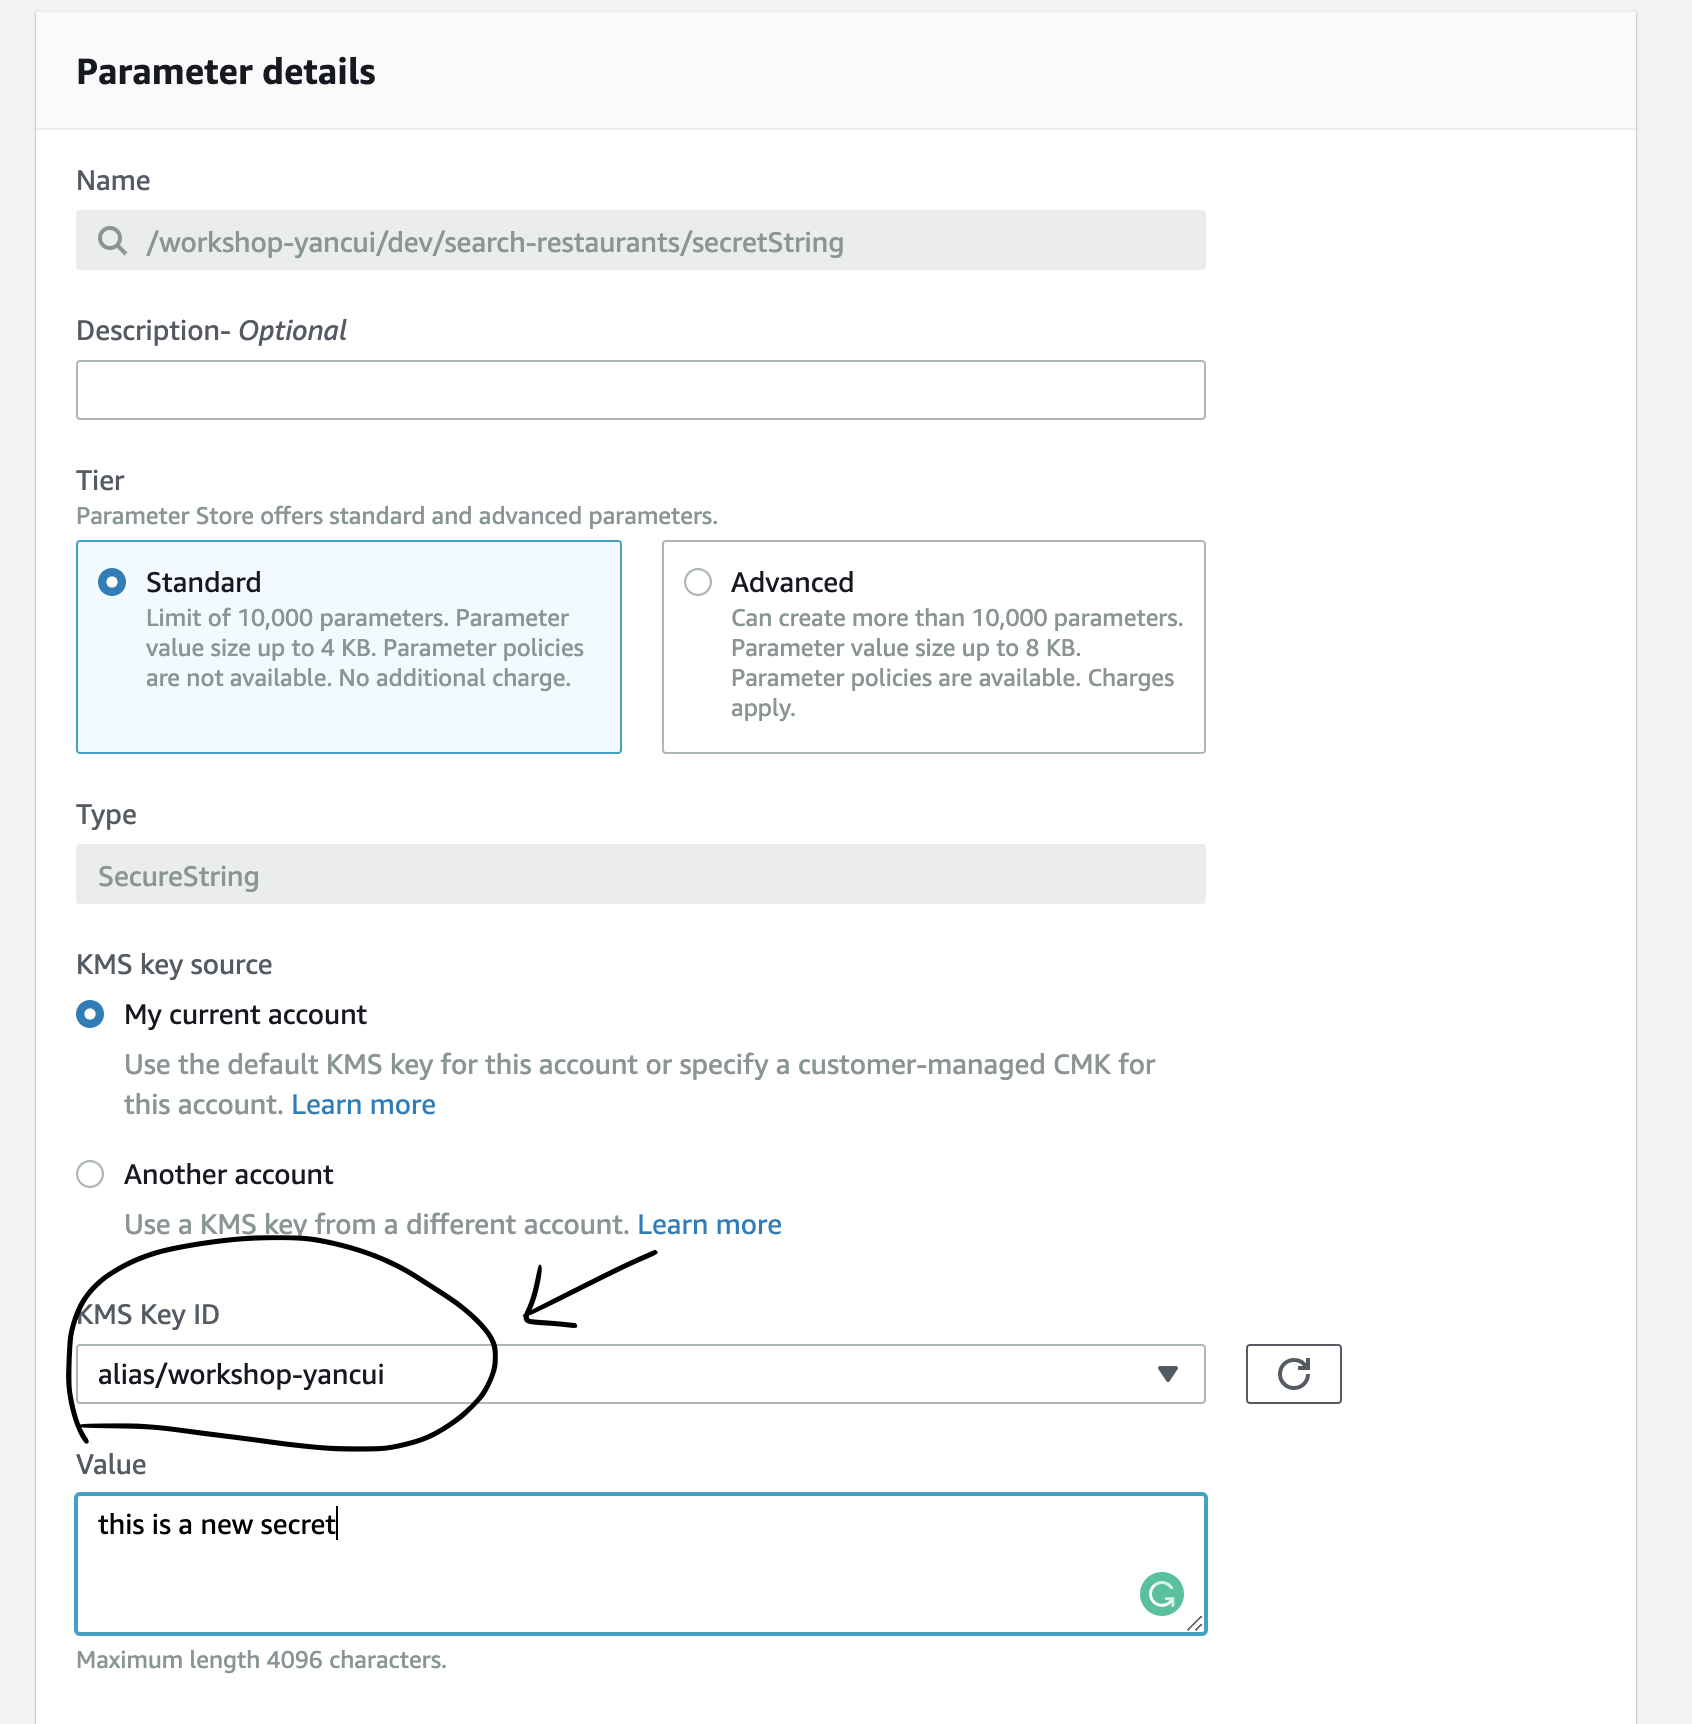 Parameter details
Name
/workshop-yancui/dev/search-restaurants/secretString
Description- Optional
Tier
Parameter Store offers standard and advanced parameters.
Standard
Limit of 10,000 parameters. Parameter
value size up to 4 KB. Parameter policies
are not available. No additional charge.
Advanced
Can create more than 10,000 parameters.
Parameter value size up to 8 KB.
Parameter policies are available. Charges
apply.
Type
SecureString
KMS key source
My current account
Use the default KMS key for this account or specify a customer-managed CMK for
this account. Learn more
Another account
Use a KMS key from a different account. Learn more
KMS Key ID
alias/workshop-yancui
Value
this is a new secret
Maximum length 4096 characters.